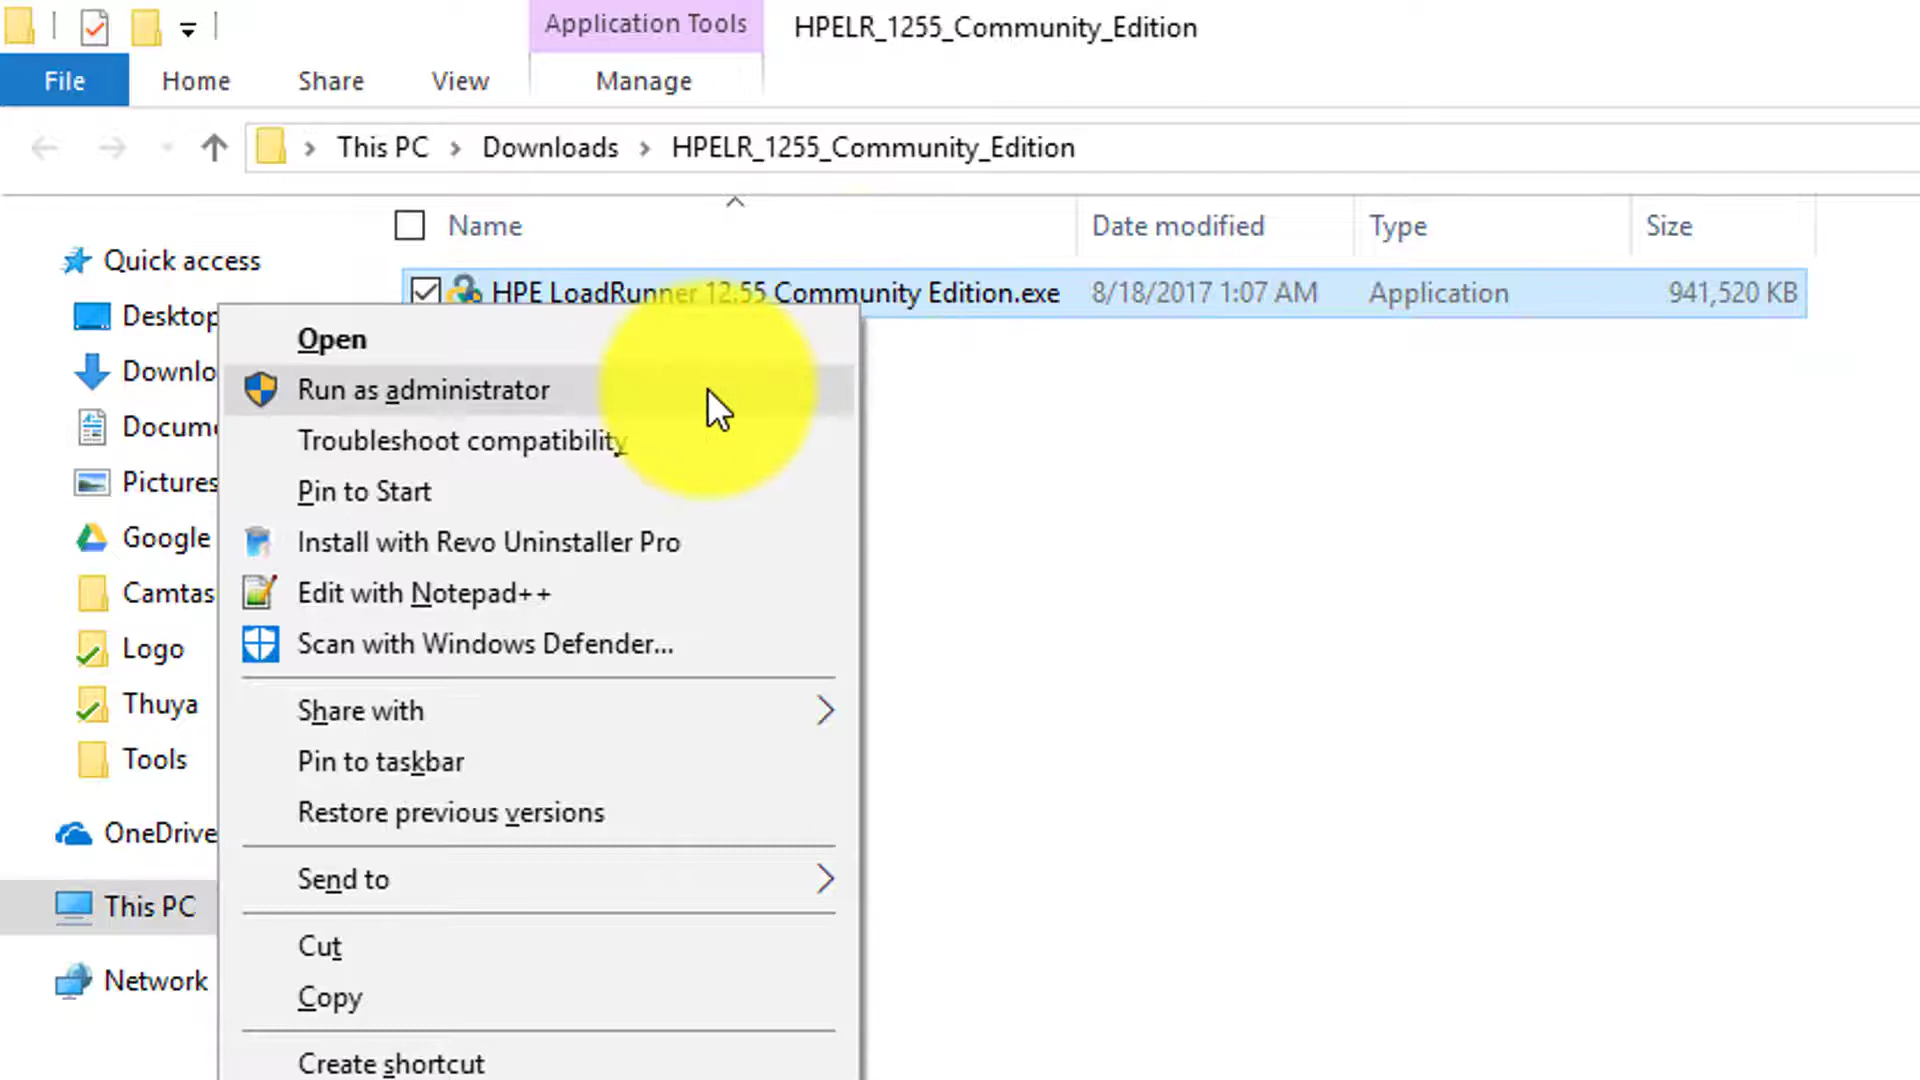 Application Tools
HPELR_1255_Community_Edition
File
Home
Share
View
Manage
This PC
Downloads
HPELR_1255_Community_Edition
Name
Date modified
Type
Size
Quick access
HPE LoadRunner 12.55 Community Edition.exe
8/18/2017 1:07 AM
Application
941,520 KB
Desktop
Open
Downlo
Run as administrator
Docume
Troubleshoot compatibility
Pictures
Pin to Start
Google
Install with Revo Uninstaller Pro
Camtas
Edit with Notepad++
Logo
Scan with Windows Defender...
Thuya
Share with
Tools
Pin to taskbar
OneDrive
Restore previous versions
Send to
This PC
Cut
Network
Copy
Create shortcut